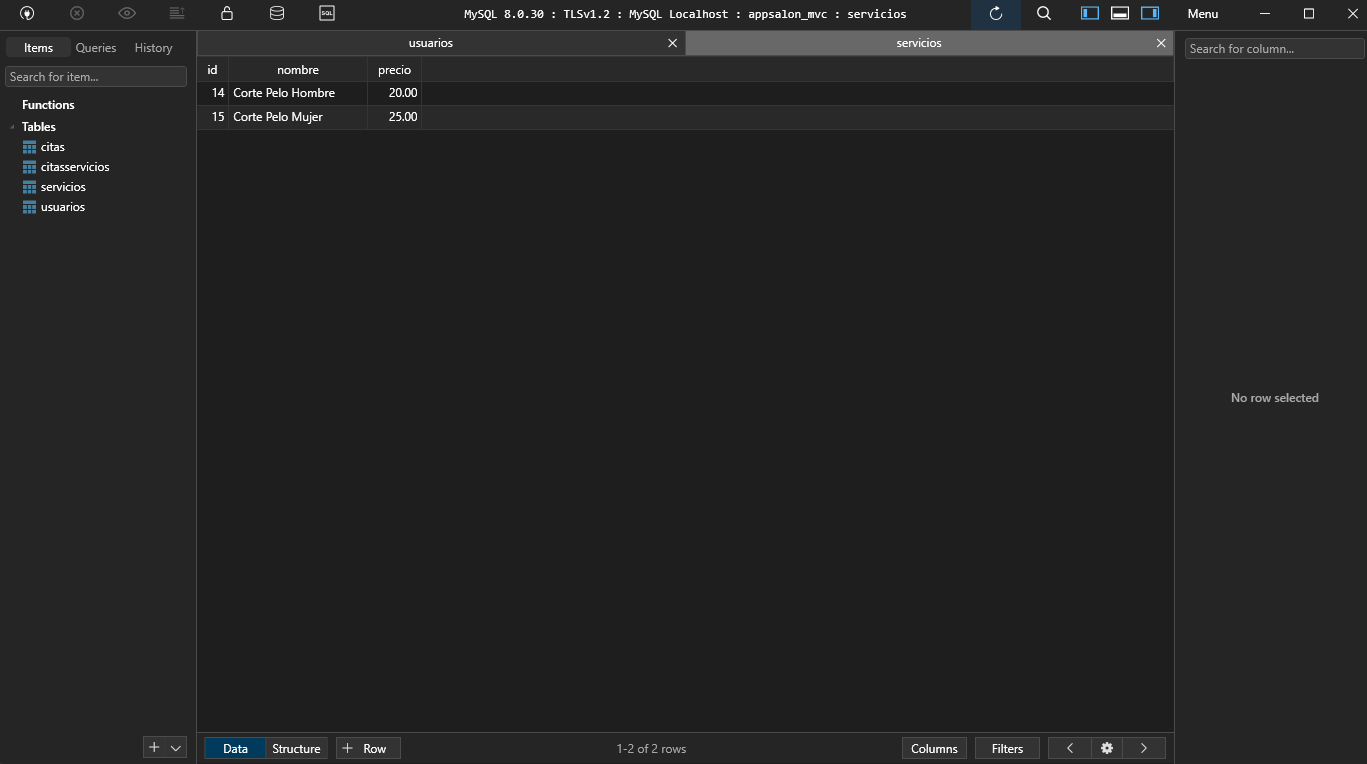 SQL
MySQL 8.0.30 : TLSv1.2 : MySQL Localhost : appsalon_mvc : servicios
Menu
Items Queries History
Search for item...
Functions
Tables
citas
citasservicios
servicios
usuarios
usuarios servicios
id nombre precio
14 Corte Pelo Hombre 20.00
15 Corte Pelo Mujer 25.00
Search for column...
No row selected
Data Structure + Row 1-2 of 2 rows Columns Filters